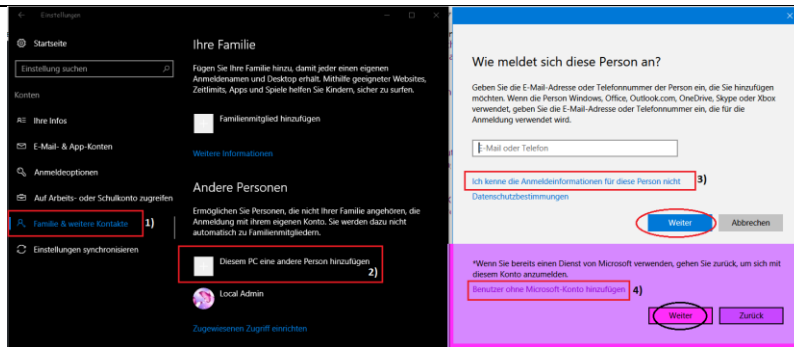 Einstellungen
Startseite
Einstellung suchen
Konten
Ihre Infos
E-Mail- & App-Konten
Anmeldeoptionen
Auf Arbeits- oder Schulkonto zugreifen
Familie & weitere Kontakte 1)
Einstellungen synchronisieren
Ihre Familie
Fügen Sie Ihre Familie hinzu, damit jeder einen eigenen
Anmeldenamen und Desktop erhält. Mithilfe geeigneter Websites,
Zeitlimits, Apps und Spiele helfen Sie Kindern, sicher zu surfen.
Familienmitglied hinzufügen
Weitere Informationen
Andere Personen
Ermöglichen Sie Personen, die nicht Ihrer Familie angehören, die
Anmeldung mit ihrem eigenen Konto. Sie werden dazu nicht
automatisch zu Familienmitgliedern.
Diesem PC eine andere Person hinzufügen
2)
Local Admin
Zugewiesenen Zugriff einrichten
Wie meldet sich diese Person an?
Geben Sie die E-Mail-Adresse oder Telefonnummer der Person ein, die Sie hinzufügen
möchten. Wenn die Person Windows, Office, Outlook.com, OneDrive, Skype oder Xbox
verwendet, geben Sie die E-Mail-Adresse oder Telefonnummer ein, die für die
Anmeldung verwendet wird.
E-Mail oder Telefon
Ich kenne die Anmeldeinformationen für diese Person nicht 3)
Datenschutzbestimmungen
Weiter Abbrechen
*Wenn Sie bereits einen Dienst von Microsoft verwenden, gehen Sie zurück, um sich mit
diesem Konto anzumelden.
Benutzer ohne Microsoft-Konto hinzufügen 4)
Weiter Zurück